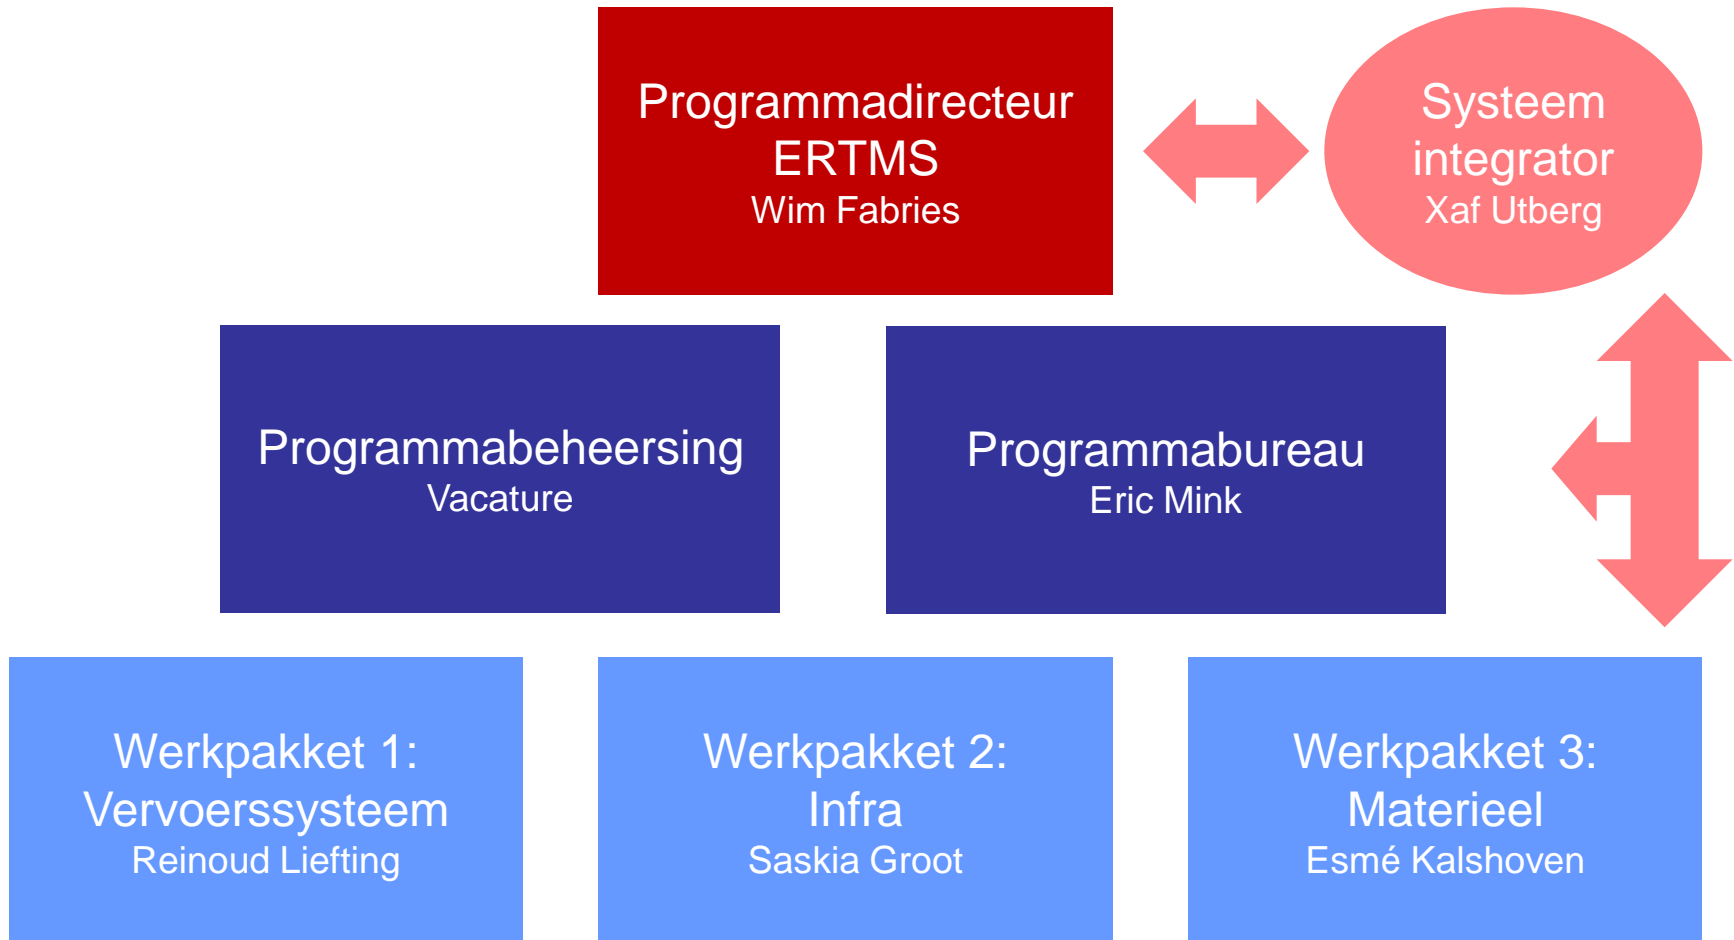 Programmadirecteur
ERTMS
Wim Fabries
Systeem
integrator
Xaf Utberg
Programmabeheersing
Vacature
Programmabureau
Eric Mink
Werkpakket 1:
Vervoerssysteem
Reinoud Liefting
Werkpakket 2:
Infra
Saskia Groot
Werkpakket 3:
Materieel
Esmé Kalshoven